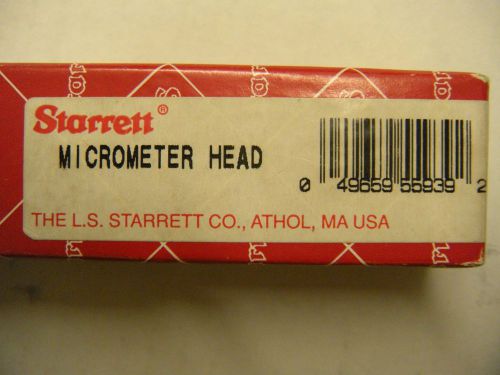 Starrett®
MICROMETER HEAD
0 49659 55939 2
THE L.S. STARRETT CO., ATHOL, MA USA